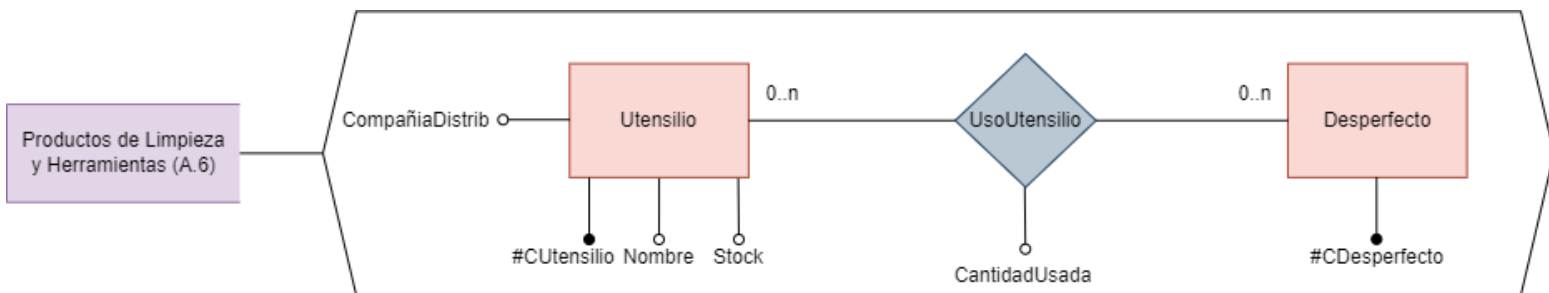 Productos de Limpieza
y Herramientas (A.6)
CompañiaDistrib
Utensilio
0..n
UsoUtensilio
0..n
Desperfecto
#CUtensilio
Nombre
Stock
CantidadUsada
#CDesperfecto